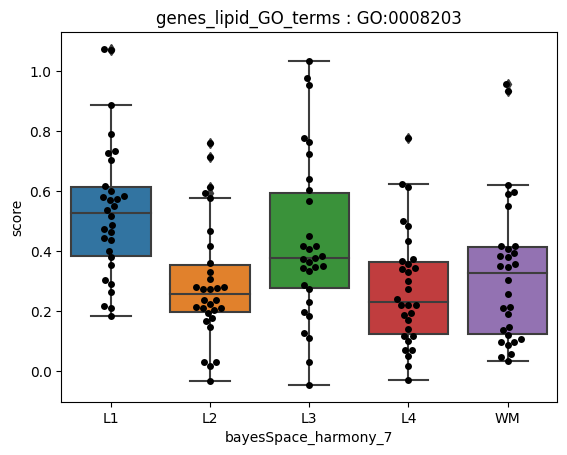 genes_lipid_GO_terms : GO:0008203
score
1.0
0.8
0.6
0.4
0.2
0.0
L1 L2 L3 L4 WM
bayesSpace_harmony_7